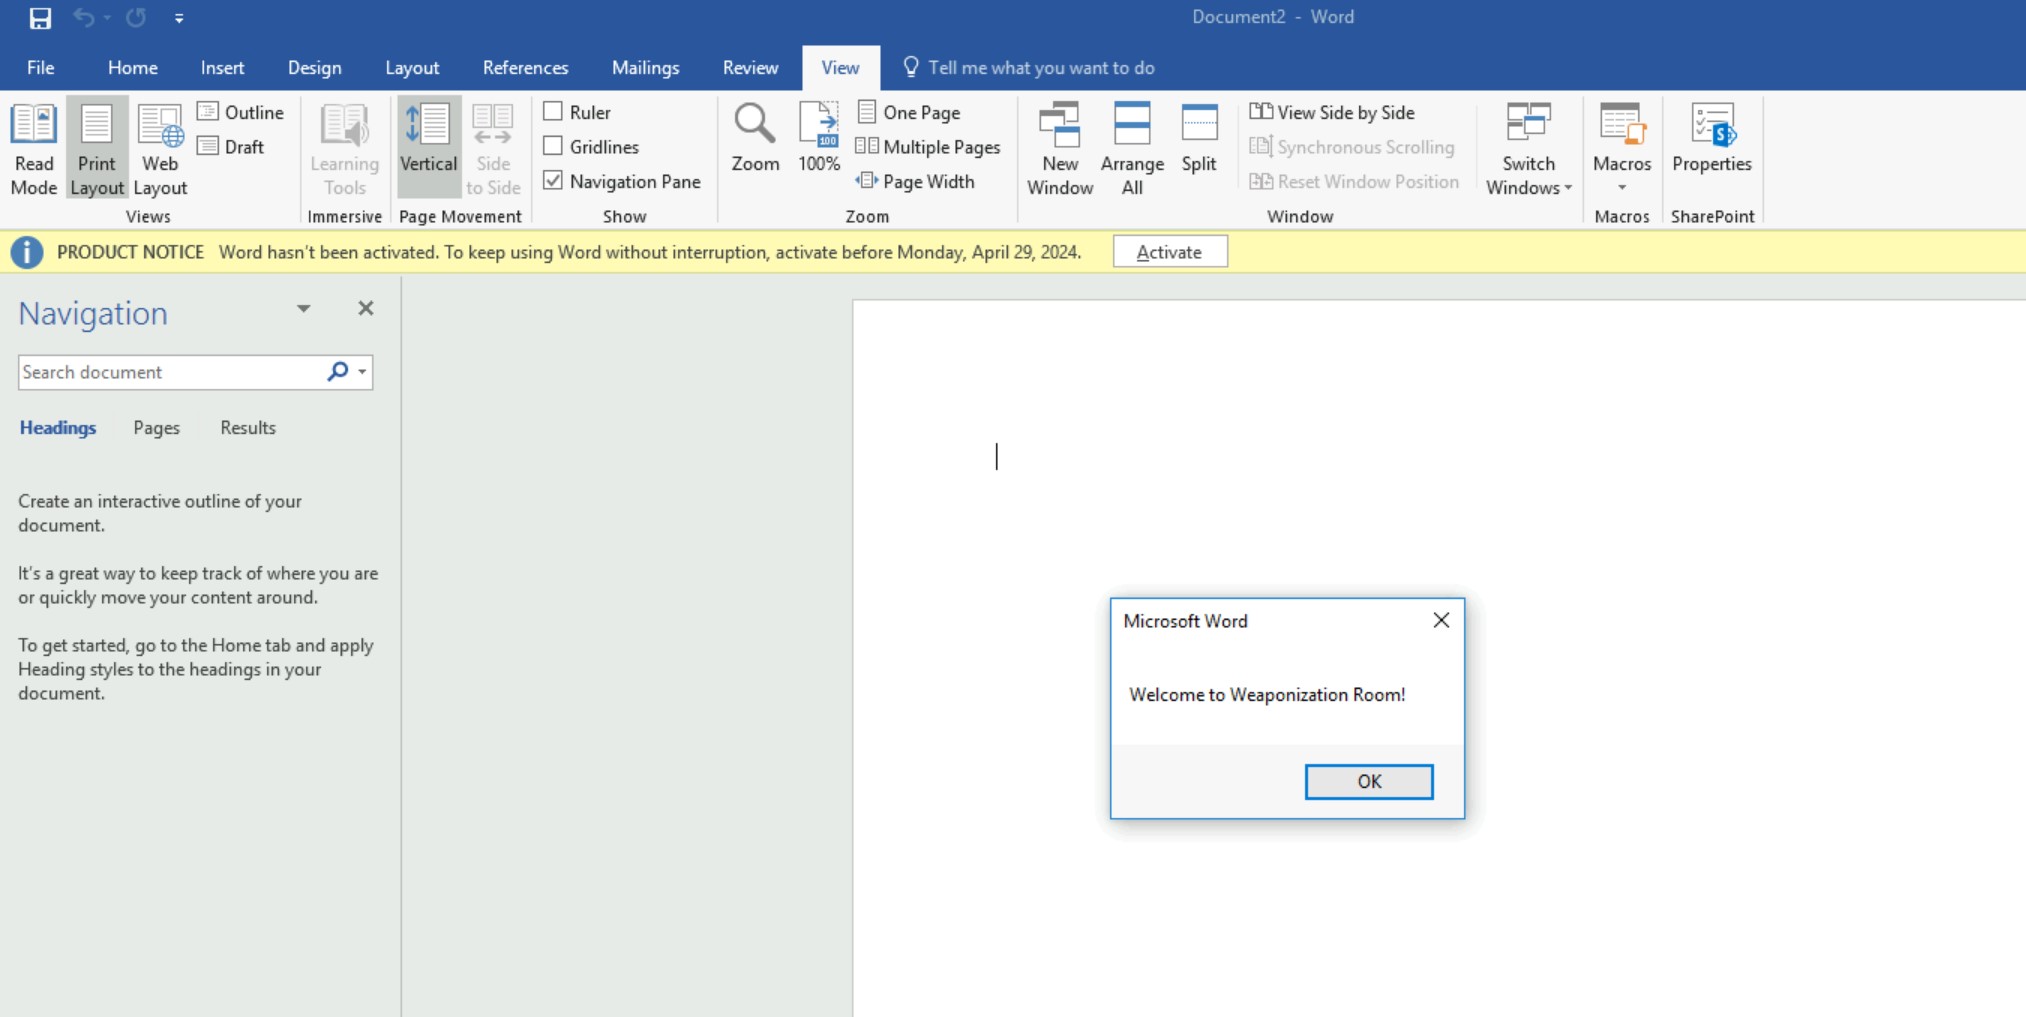 Document2 - Word
File Home Insert Design Layout References Mailings Review View Tell me what you want to do
Read Mode
Print Layout
Web Layout
Outline
Draft
Views
Learning Tools
Immersive
Vertical
Side to Side
Page Movement
Ruler
Gridlines
Navigation Pane
Show
Zoom
100
100%
One Page
Multiple Pages
Page Width
Zoom
New Window
Arrange All
Split
View Side by Side
Synchronous Scrolling
Reset Window Position
Window
Switch Windows
Macros
Macros
S
Properties
SharePoint
PRODUCT NOTICE Word hasn't been activated. To keep using Word without interruption, activate before Monday, April 29, 2024. Activate
Navigation
Search document
Headings Pages Results
Create an interactive outline of your
document.
It's a great way to keep track of where you are
or quickly move your content around.
To get started, go to the Home tab and apply
Heading styles to the headings in your
document.
Microsoft Word
Welcome to Weaponization Room!
OK